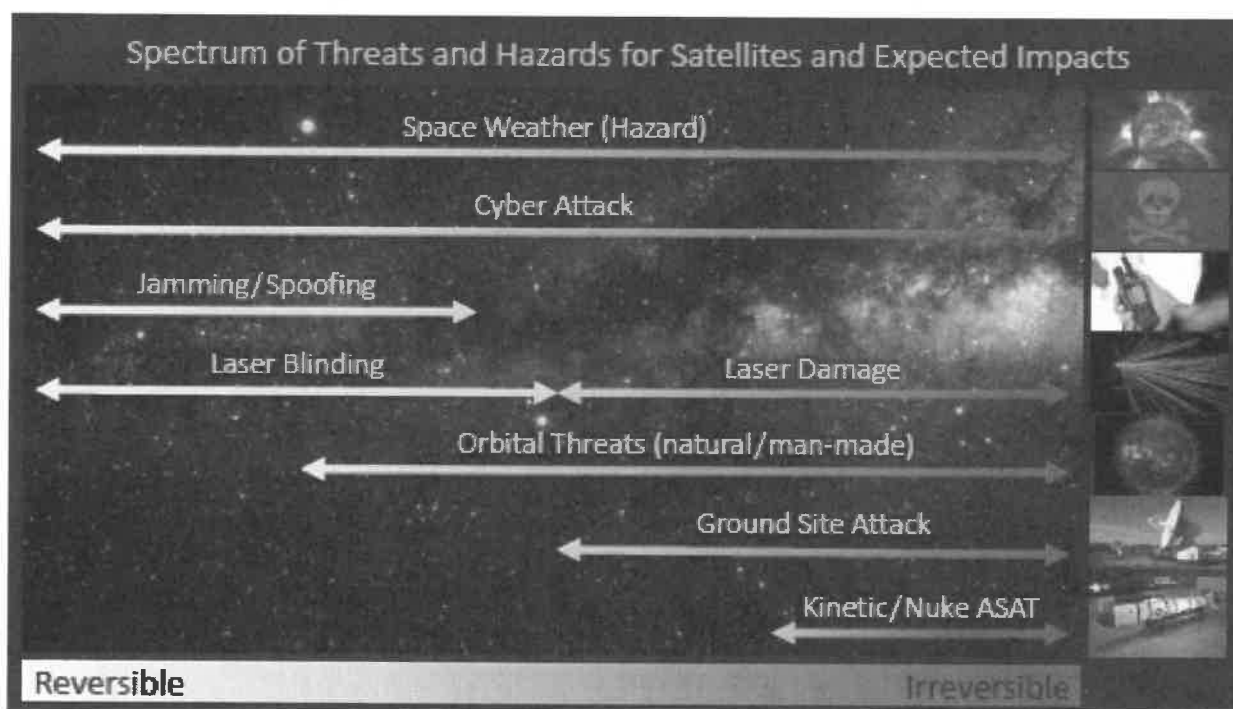 Spectrum of Threats and Hazards for Satellites and Expected Impacts
Space Weather (Hazard)
Cyber Attack
Jamming/Spoofing
Laser Blinding
Laser Damage
Orbital Threats (natural/man-made)
Ground Site Attack
Kinetic/Nuke ASAT
Reversible
Irreversible